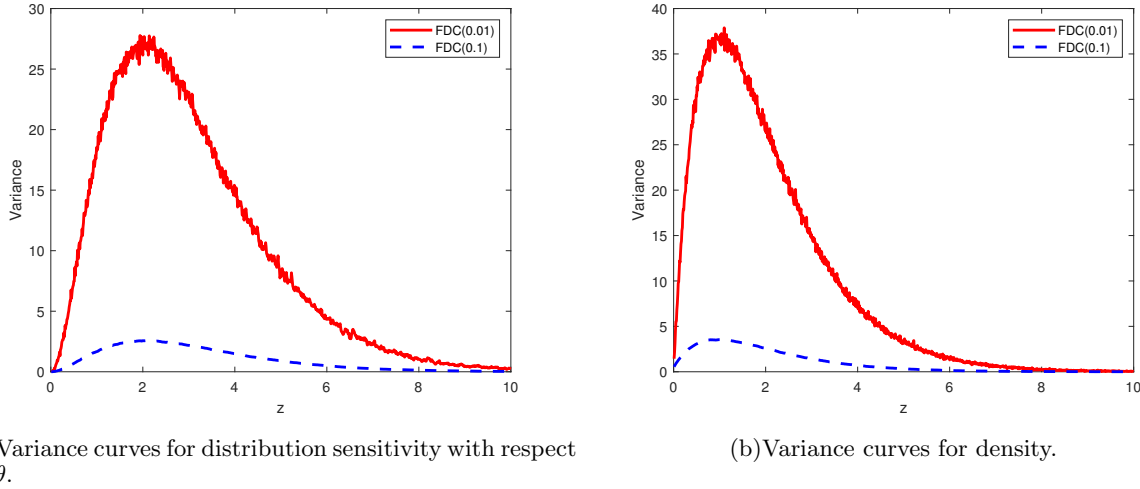 30
25
20
15
10
5
0
Variance
FDC(0.01)
FDC(0.1)
0 2 4 6 8 10
z
40
35
30
25
20
15
10
5
0
Variance
FDC(0.01)
FDC(0.1)
0 2 4 6 8 10
z
Variance curves for distribution sensitivity with respect
θ.
(b)Variance curves for density.